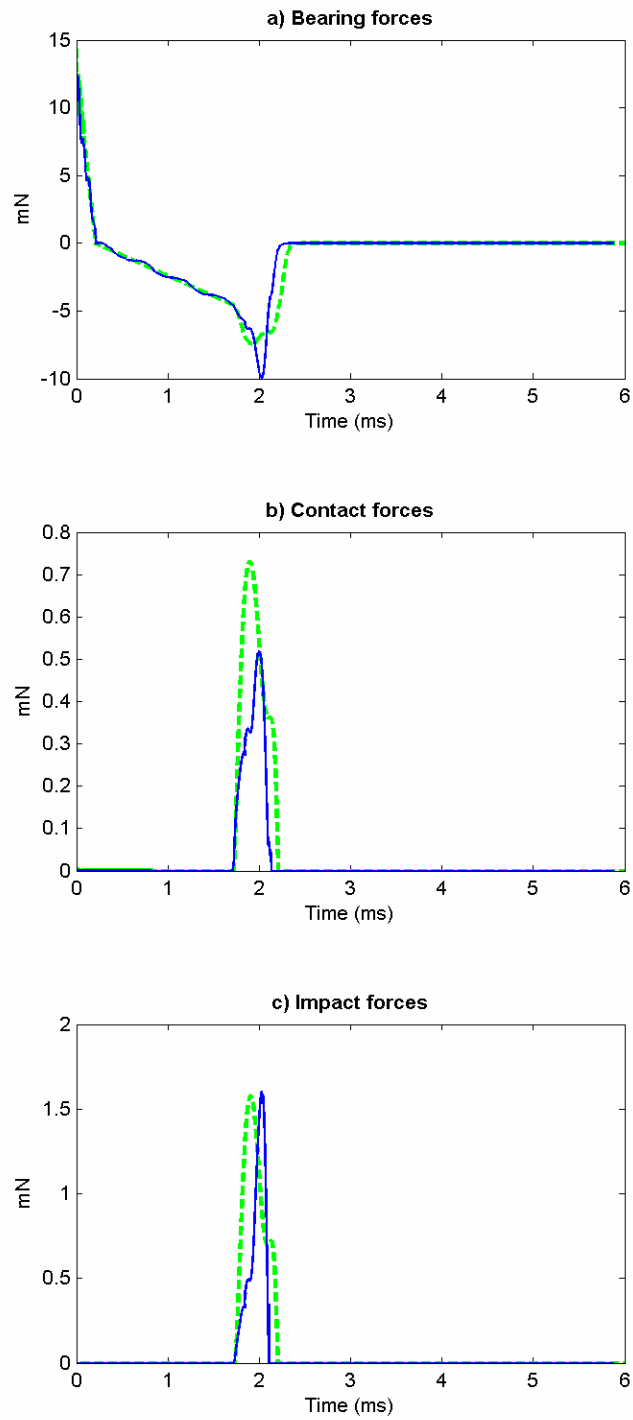 a) Bearing forces
15
10
5
0
-5
-10
mN
0 1 2 3 4 5 6
Time (ms)
b) Contact forces
0.8
0.7
0.6
0.5
0.4
0.3
0.2
0.1
0
mN
0 1 2 3 4 5 6
Time (ms)
c) Impact forces
2
1.5
1
0.5
0
mN
0 1 2 3 4 5 6
Time (ms)